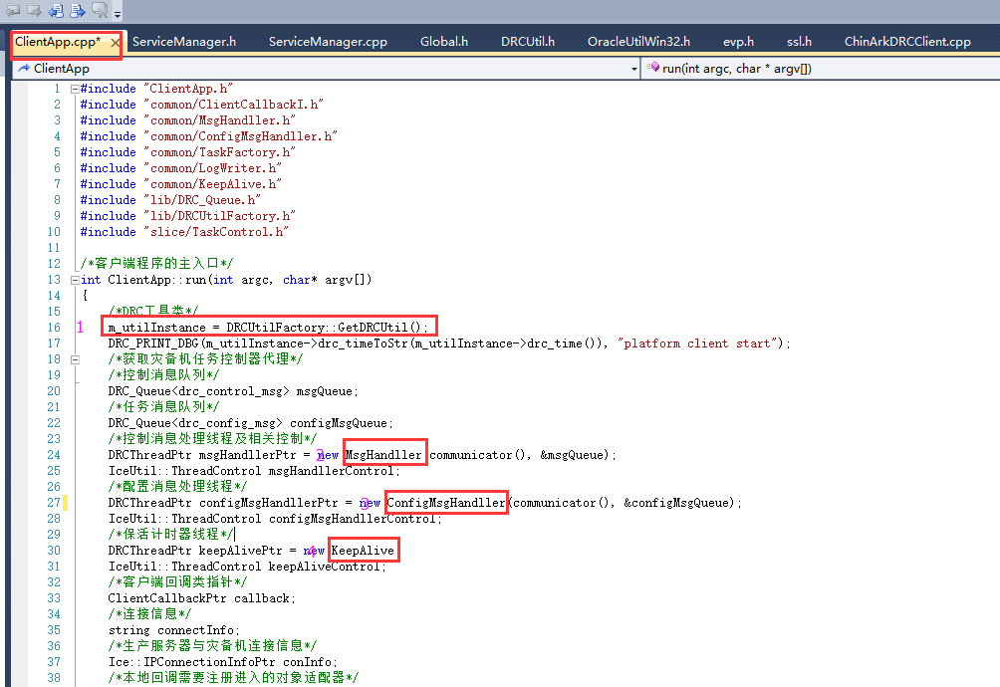 ClientApp.cpp* ServiceManager.h ServiceManager.cpp Global.h DRCUtil.h OracleUtilWin32.h evp.h ssl.h ChinArkDRCClient.cpp
ClientApp run(int argc, char * argv[])
1 #include "ClientApp.h"
2 #include "common/ClientCallbackI.h"
3 #include "common/MsgHandller.h"
4 #include "common/ConfigMsgHandller.h"
5 #include "common/TaskFactory.h"
6 #include "common/LogWriter.h"
7 #include "common/KeepAlive.h"
8 #include "lib/DRC_Queue.h"
9 #include "lib/DRCUtilFactory.h"
10 #include "slice/TaskControl.h"
11
12 /*客户端程序的主入口*/
13 int ClientApp::run(int argc, char* argv[])
14 {
15 /*DRC工具类*/
16 1 m_utilInstance = DRCUtilFactory::GetDRCUtil();
17 DRC_PRINT_DBG(m_utilInstance->drc_timeToStr(m_utilInstance->drc_time()), "platform client start");
18 /*获取灾备机任务控制器代理*/
19 /*控制消息队列*/
20 DRC_Queue<drc_control_msg> msgQueue;
21 /*任务消息队列*/
22 DRC_Queue<drc_config_msg> configMsgQueue;
23 /*控制消息处理线程及相关控制*/
24 DRCThreadPtr msgHandllerPtr = new MsgHandller(communicator(), &msgQueue);
25 IceUtil::ThreadControl msgHandllerControl;
26 /*配置消息处理线程*/
27 DRCThreadPtr configMsgHandllerPtr = new ConfigMsgHandller(communicator(), &configMsgQueue);
28 IceUtil::ThreadControl configMsgHandllerControl;
29 /*保活计时器线程*/
30 DRCThreadPtr keepAlivePtr = new KeepAlive
31 IceUtil::ThreadControl keepAliveControl;
32 /*客户端回调类指针*/
33 ClientCallbackPtr callback;
34 /*连接信息*/
35 string connectInfo;
36 /*生产服务器与灾备机连接信息*/
37 Ice::IPConnectionInfoPtr conInfo;
38 /*本地回调需要注册进入的对象适配器*/